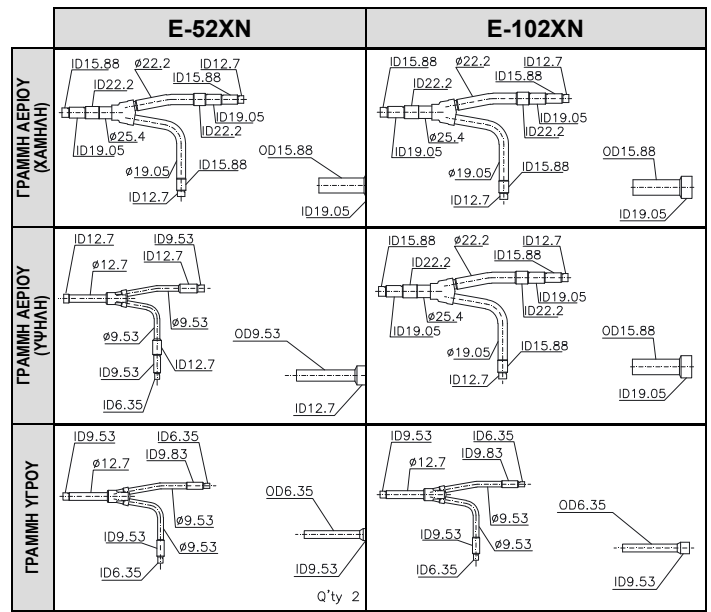 E-52XN
E-102XN
ΓΡΑΜΜΗ ΑΕΡΙΟΥ
(ΧΑΜΗΛΗ)
ID15.88
ø22.2
ID12.7
ID22.2
ID15.88
ID19.05
ø25.4
ID22.2
ID19.05
ø19.05
ID15.88
ID12.7
OD15.88
ID19.05
ID15.88
ø22.2
ID12.7
ID22.2
ID15.88
ID19.05
ø25.4
ID22.2
ID19.05
ø19.05
ID15.88
ID12.7
OD15.88
ID19.05
ΓΡΑΜΜΗ ΑΕΡΙΟΥ
(ΥΨΗΛΗ)
ID12.7
ID9.53
ø12.7
ID12.7
ø9.53
ø9.53
ID9.53
ID12.7
ID6.35
OD9.53
ID12.7
ID15.88
ø22.2
ID12.7
ID22.2
ID15.88
ID19.05
ø25.4
ID22.2
ID19.05
ø19.05
ID15.88
ID12.7
OD15.88
ID19.05
ΓΡΑΜΜΗ ΥΓΡΟΥ
ID9.53
ID6.35
ø12.7
ID9.83
ø9.53
ID9.53
ø9.53
ID6.35
OD6.35
ID9.53
Q'ty 2
ID9.53
ID6.35
ø12.7
ID9.83
ø9.53
ID9.53
ø9.53
ID6.35
OD6.35
ID9.53